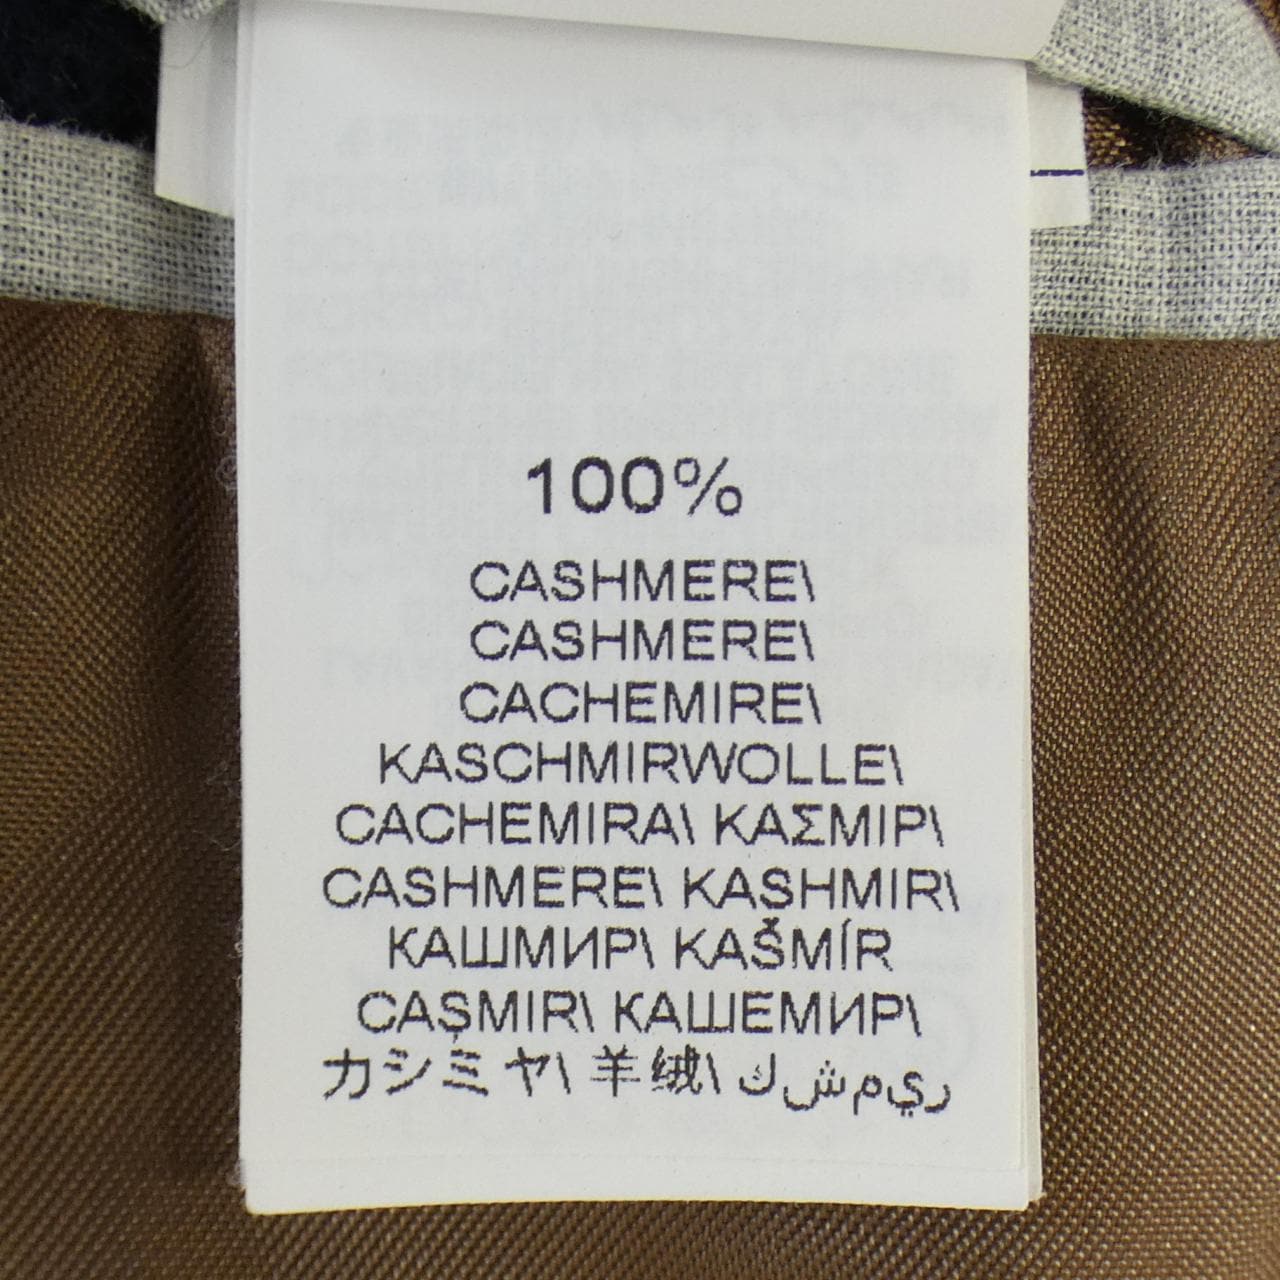 100%
CASHMERE\
CASHMERE\
CACHEMIRE\
KASCHMIRWOLLE\
CACHEMIRA\ ΚΑΣΜΙΡ\
CASHMERE\ KASHMIR\
КАШМИР\ KAŠMÍR
CAŞMIR\ КАШЕМИР\
カシミヤ\ 羊绒\ ك ش م ي ر